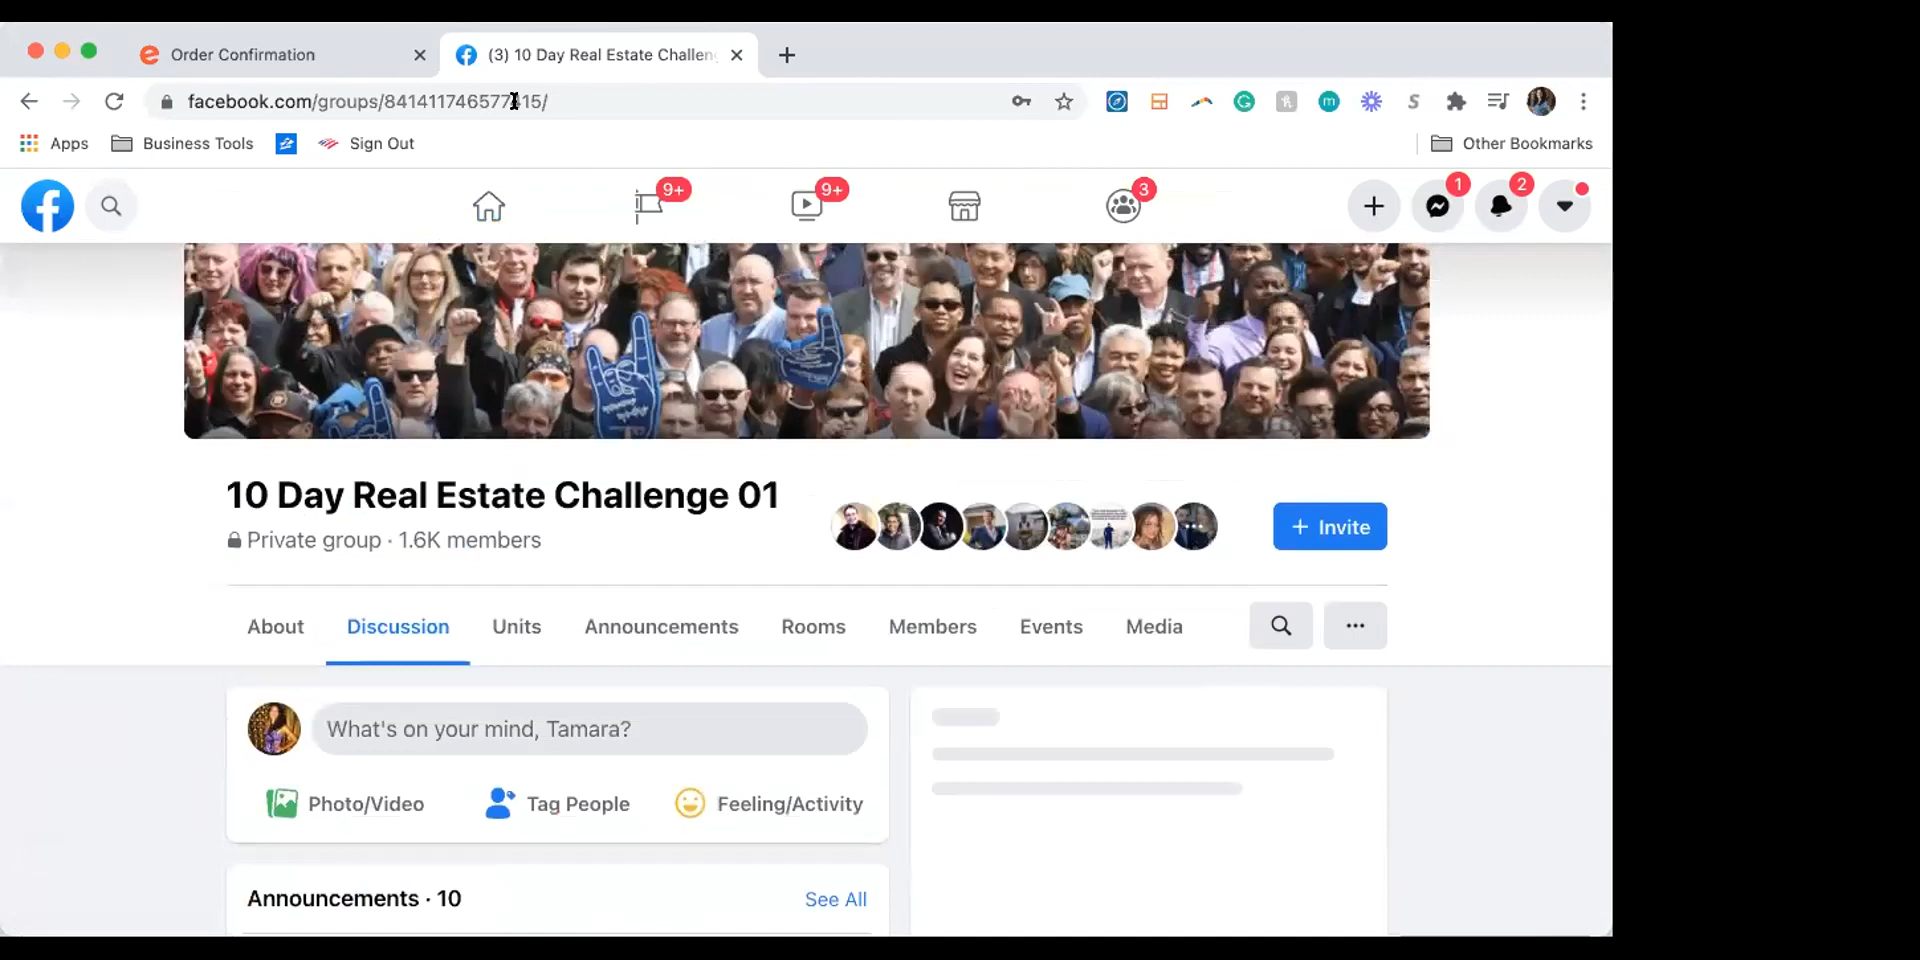 Order Confirmation
(3) 10 Day Real Estate Challen
facebook.com/groups/841411746577415/
Apps
Business Tools
Sign Out
Other Bookmarks
9+
9+
3
1
2
10 Day Real Estate Challenge 01
Private group · 1.6K members
+ Invite
About
Discussion
Units
Announcements
Rooms
Members
Events
Media
What's on your mind, Tamara?
Photo/Video
Tag People
Feeling/Activity
Announcements · 10
See All